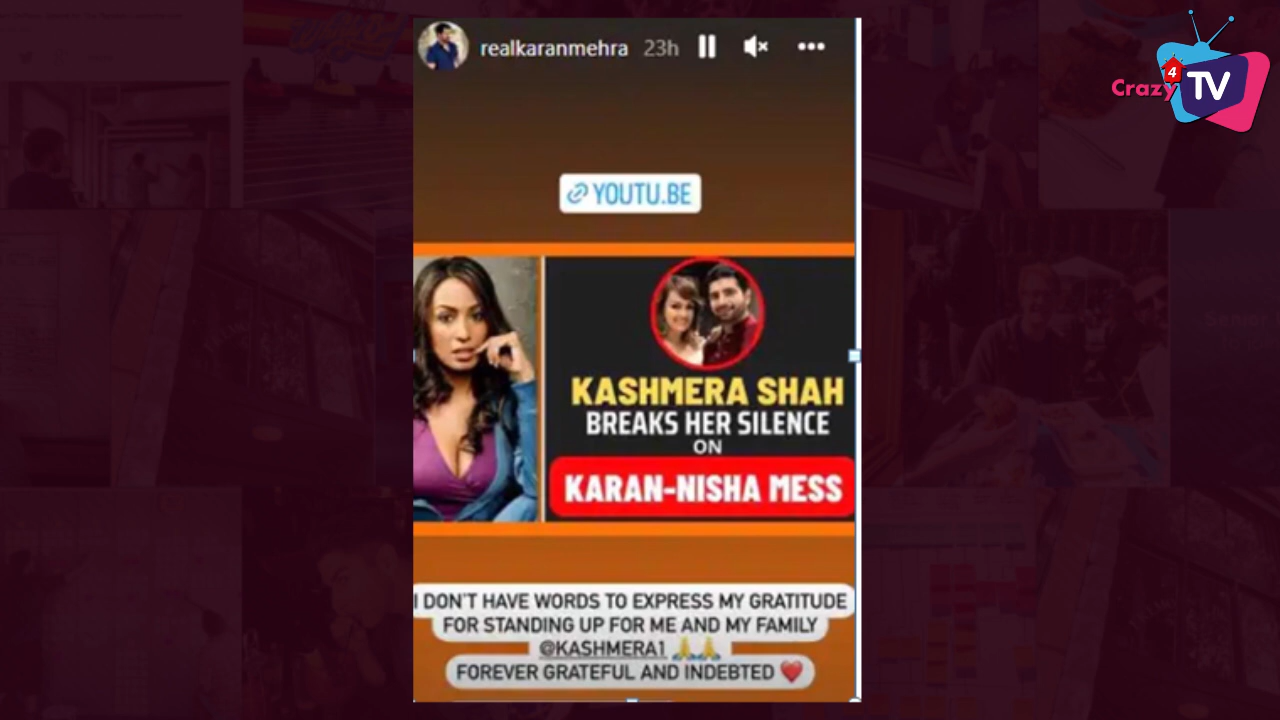 realkaranmehra 23h
Crazy 4 TV
YOUTU.BE
KASHMERA SHAH
BREAKS HER SILENCE
ON
KARAN-NISHA MESS
I DON'T HAVE WORDS TO EXPRESS MY GRATITUDE
FOR STANDING UP FOR ME AND MY FAMILY
@KASHMERA1 🙏🙏
FOREVER GRATEFUL AND INDEBTED ❤️